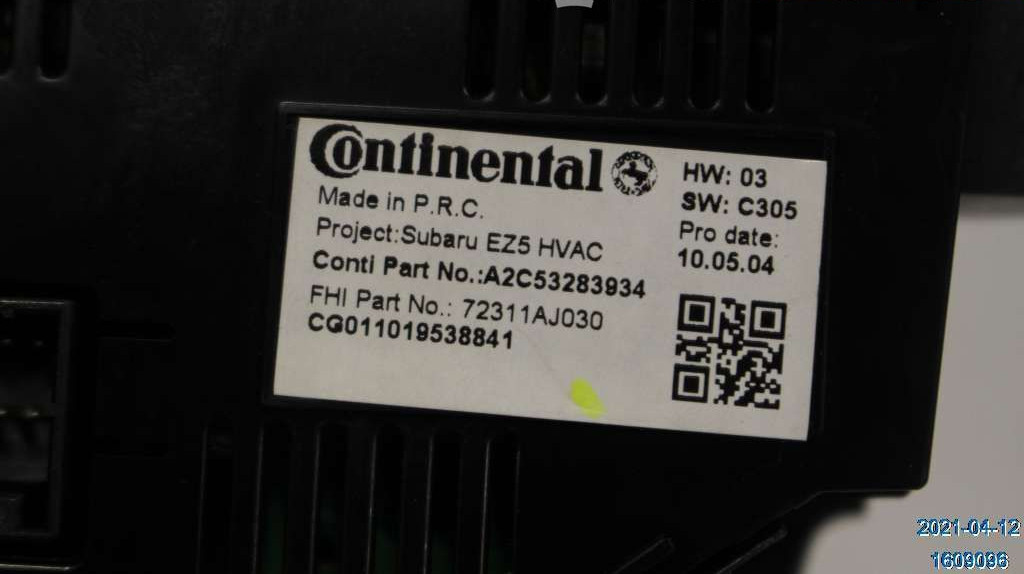 Continental
HW: 03
Made in P.R.C.
SW: C305
Project:Subaru EZ5 HVAC
Pro date:
Conti Part No.:A2C53283934
10.05.04
FHI Part No.: 72311AJ030
CG011019538841
2021-04-12
1609096